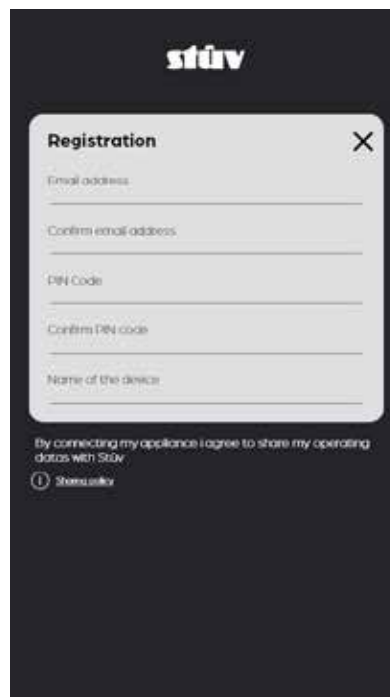 stûv
Registration
Email address
Confirm email address
PIN Code
Confirm PIN code
Name of the device
By connecting my appliance i agree to share my operating
datas with Stûv
policy